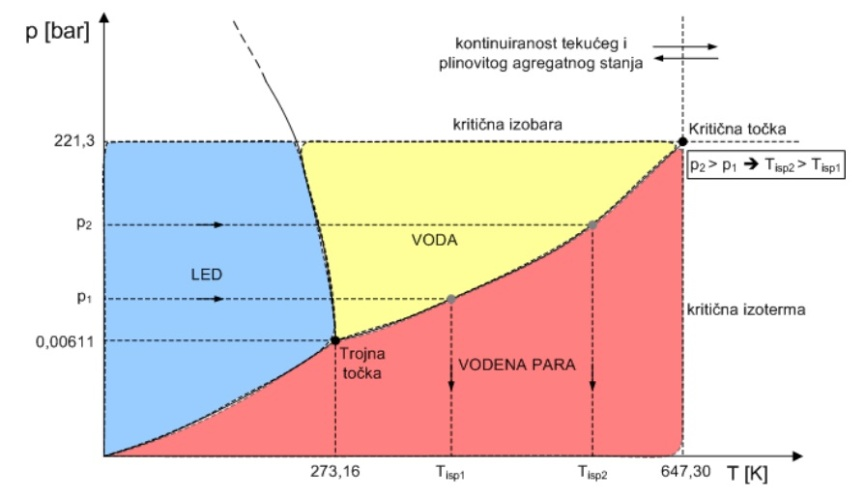 p [bar]
kontinuiranost tekućeg i
plinovitog agregatnog stanja
221,3
kritična izobara
Kritična točka
p₂ > p₁ ➔ Tisp2 > Tisp1
p₂
VODA
LED
p₁
kritična izoterma
0,00611
Trojna
točka
VODENA PARA
273,16
Tisp1
Tisp2
647,30
T [K]